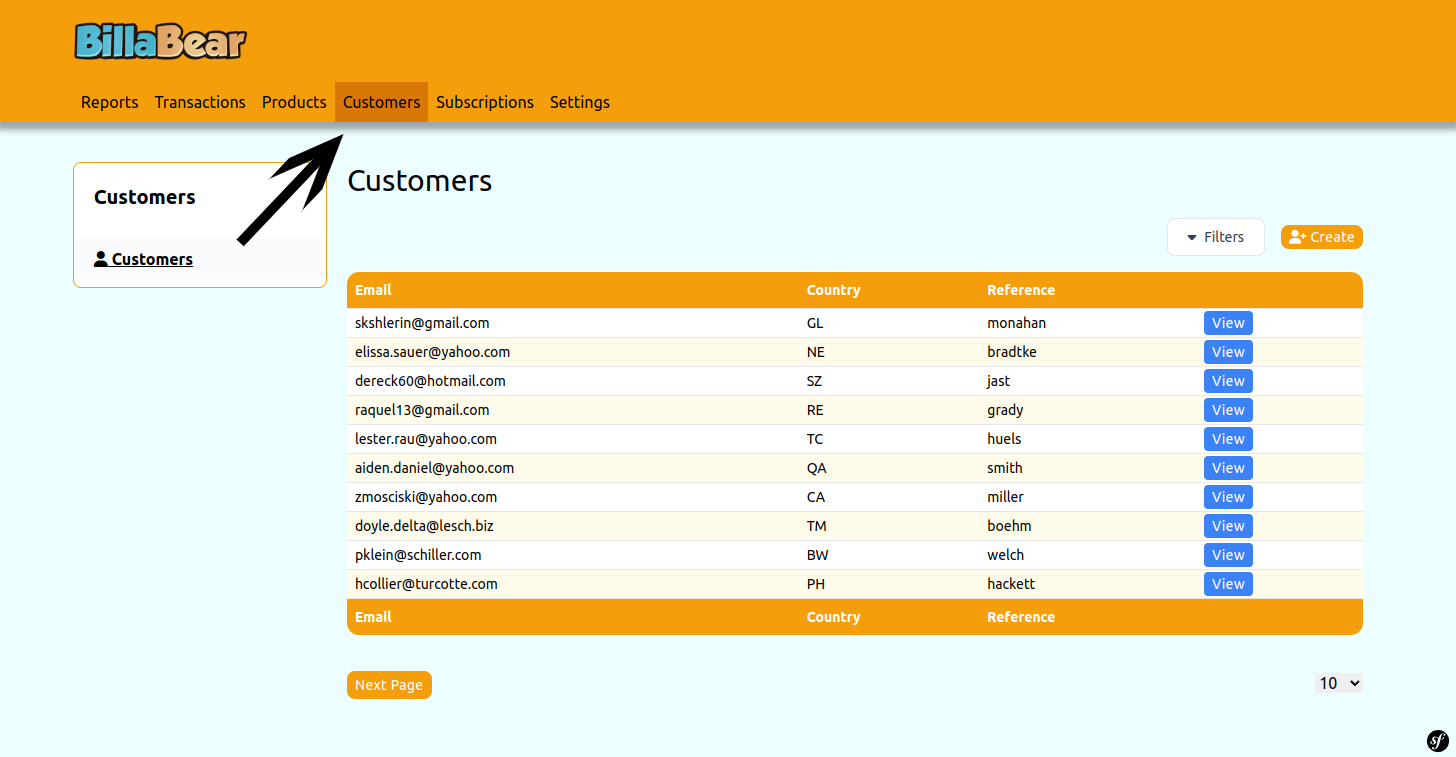 BillaBear
Reports Transactions Products Customers Subscriptions Settings
Customers
Customers
Customers
Filters Create
Email Country Reference
skshlerin@gmail.com GL monahan View
elissa.sauer@yahoo.com NE bradtke View
dereck60@hotmail.com SZ jast View
raquel13@gmail.com RE grady View
lester.rau@yahoo.com TC huels View
aiden.daniel@yahoo.com QA smith View
zmosciski@yahoo.com CA miller View
doyle.delta@lesch.biz TM boehm View
pklein@schiller.com BW welch View
hcollier@turcotte.com PH hackett View
Email Country Reference
Next Page 10
sf